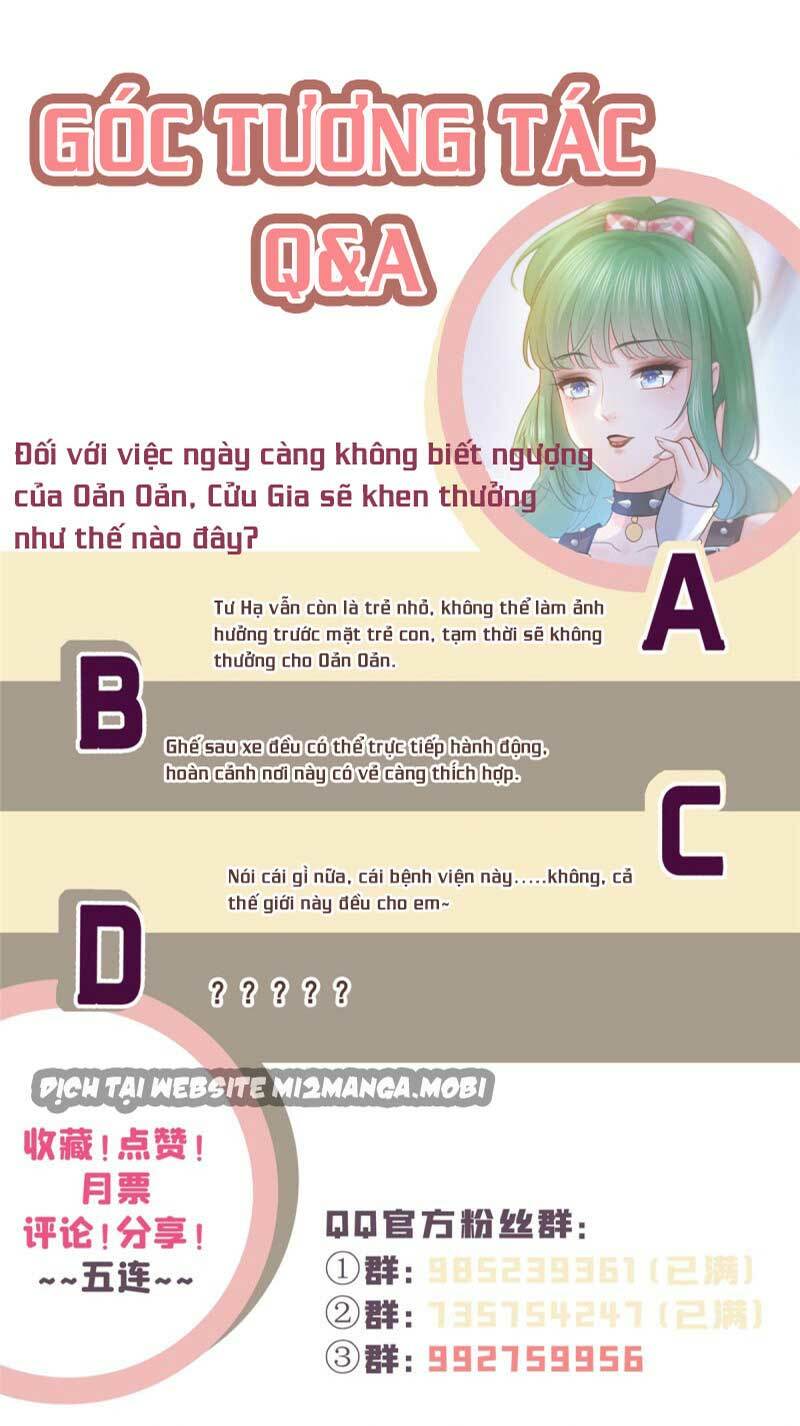 GÓC TƯƠNG TÁC
Q&A
Đối với việc ngày càng không biết ngượng
của Oản Oản, Cửu Gia sẽ khen thưởng
như thế nào đây?
A
Tư Hạ vẫn còn là trẻ nhỏ, không thể làm ảnh
hưởng trước mặt trẻ con, tạm thời sẽ không
thưởng cho Oản Oản.
B
Ghế sau xe đều có thể trực tiếp hành động,
hoàn cảnh nơi này có vẻ càng thích hợp.
C
Nói cái gì nữa, cái bệnh viện này.....không, cả
thế giới này đều cho em~
D
? ? ? ? ?
DỊCH TẠI WEBSITE MI2MANGA.MOBI
收藏!点赞!
月票
评论!分享!
~~五连~~
QQ官方粉丝群:
①群: 985239361(已满)
②群: 735754247(已满)
③群: 992759956